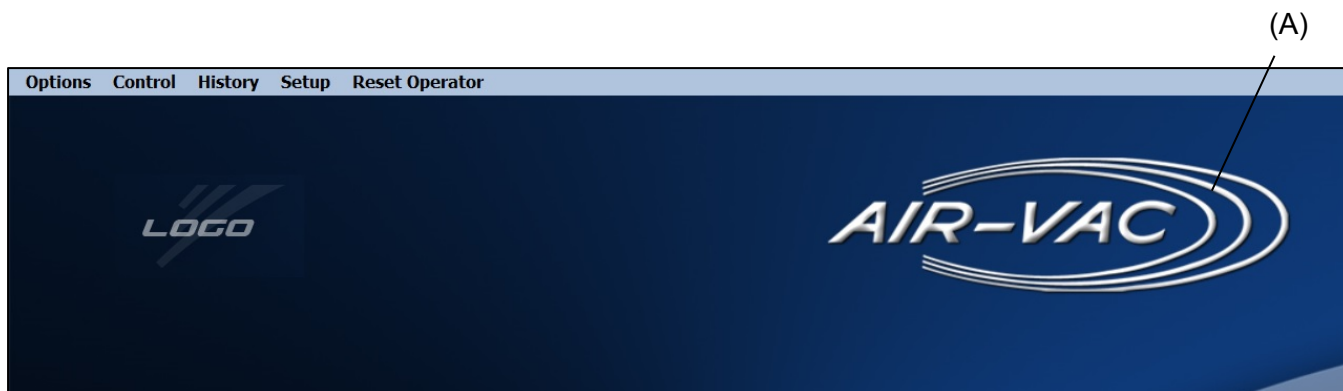 (A)
Options Control History Setup Reset Operator
LOGO
AIR-VAC